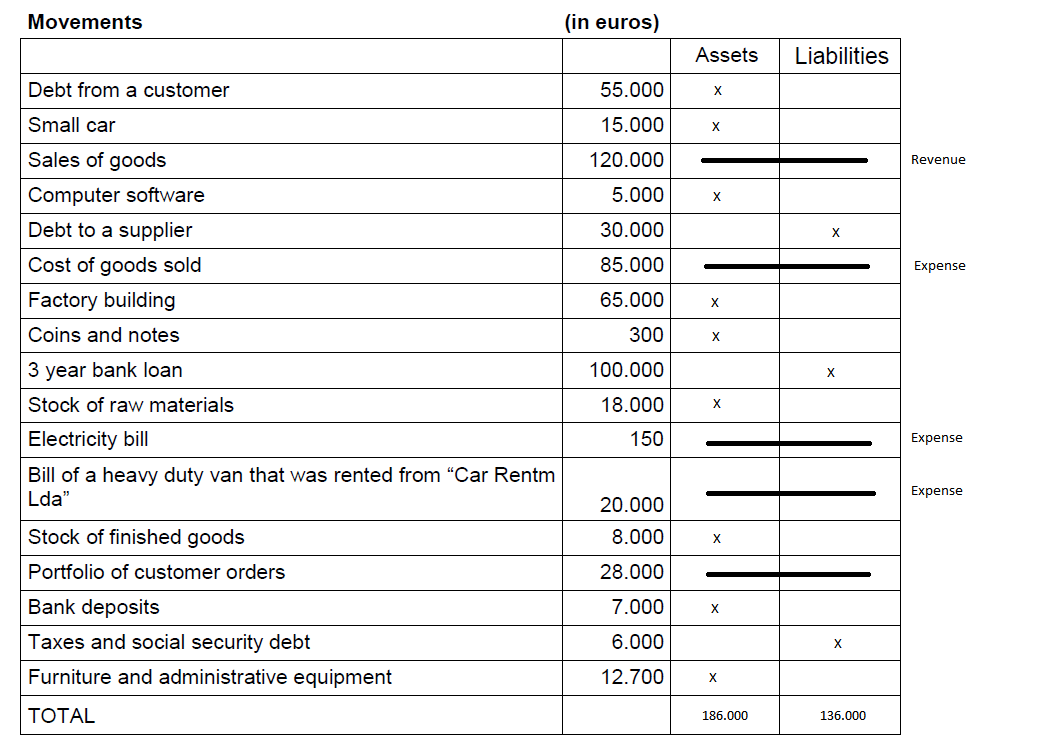 Movements (in euros)
Assets Liabilities
Debt from a customer 55.000 x
Small car 15.000 x
Sales of goods 120.000 Revenue
Computer software 5.000 x
Debt to a supplier 30.000 x
Cost of goods sold 85.000 Expense
Factory building 65.000 x
Coins and notes 300 x
3 year bank loan 100.000 x
Stock of raw materials 18.000 x
Electricity bill 150 Expense
Bill of a heavy duty van that was rented from “Car Rentm
Lda” 20.000 Expense
Stock of finished goods 8.000 x
Portfolio of customer orders 28.000
Bank deposits 7.000 x
Taxes and social security debt 6.000 x
Furniture and administrative equipment 12.700 x
TOTAL 186.000 136.000